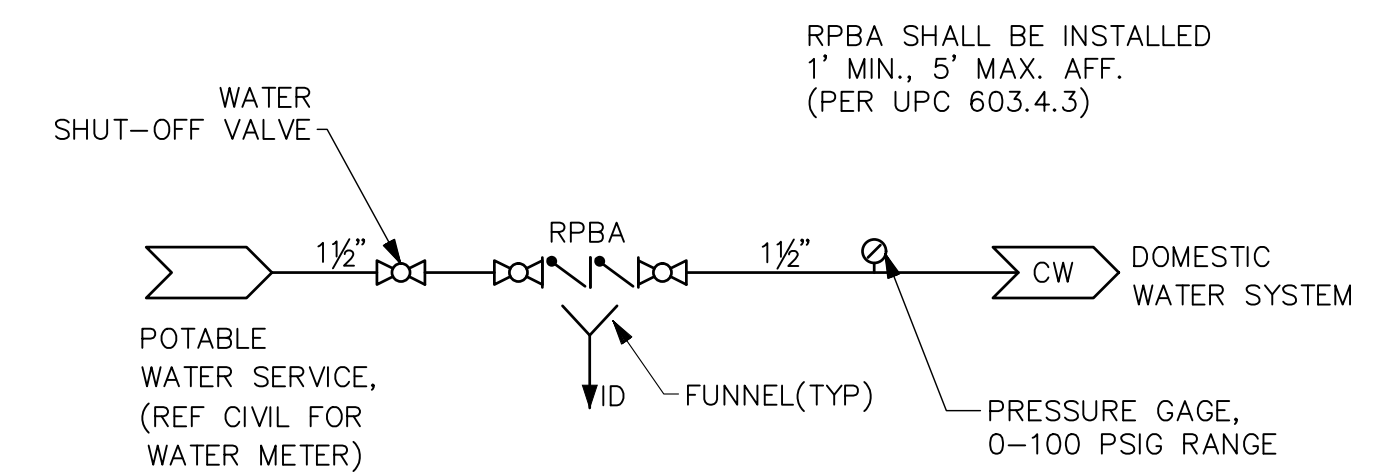 RPBA SHALL BE INSTALLED
1' MIN., 5' MAX. AFF.
(PER UPC 603.4.3)
WATER
SHUT-OFF VALVE
1½"
RPBA
1½"
CW
DOMESTIC
WATER SYSTEM
POTABLE
WATER SERVICE,
(REF CIVIL FOR
WATER METER)
ID
FUNNEL(TYP)
PRESSURE GAGE,
0-100 PSIG RANGE